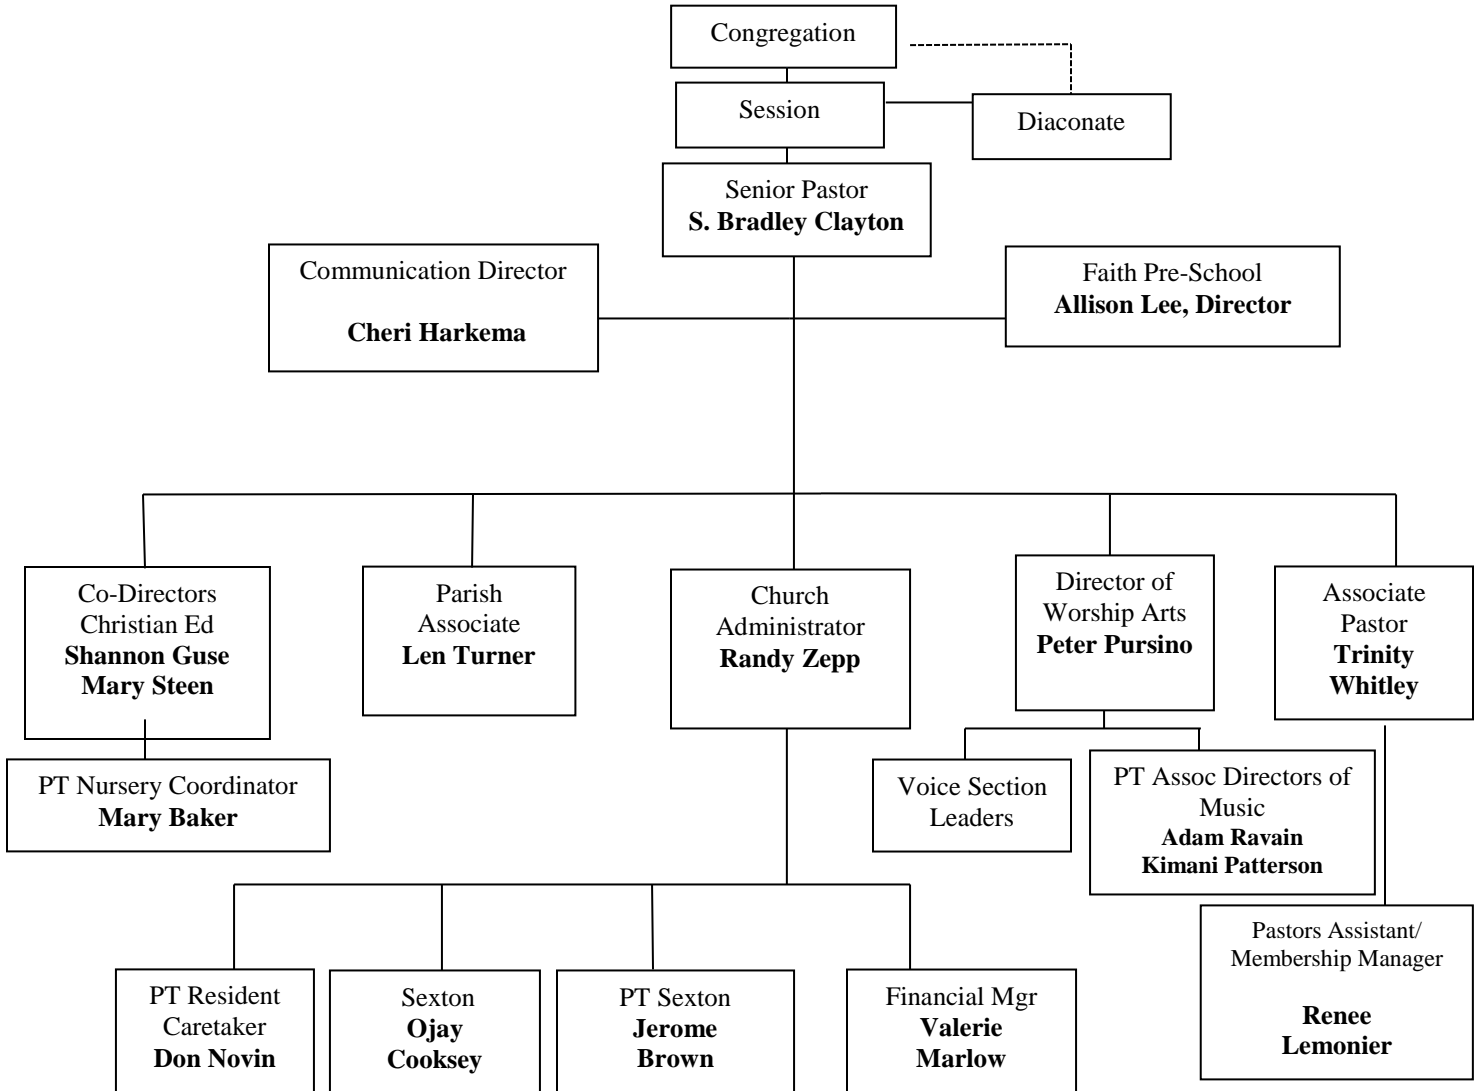 Congregation
Session
Diaconate
Senior Pastor
S. Bradley Clayton
Communication Director
Cheri Harkema
Faith Pre-School
Allison Lee, Director
Co-Directors
Christian Ed
Shannon Guse
Mary Steen
Parish
Associate
Len Turner
Church
Administrator
Randy Zepp
Director of
Worship Arts
Peter Pursino
Associate
Pastor
Trinity
Whitley
PT Nursery Coordinator
Mary Baker
Voice Section
Leaders
PT Assoc Directors of
Music
Adam Ravain
Kimani Patterson
Pastors Assistant/
Membership Manager
Renee
Lemonier
PT Resident
Caretaker
Don Novin
Sexton
Ojay
Cooksey
PT Sexton
Jerome
Brown
Financial Mgr
Valerie
Marlow